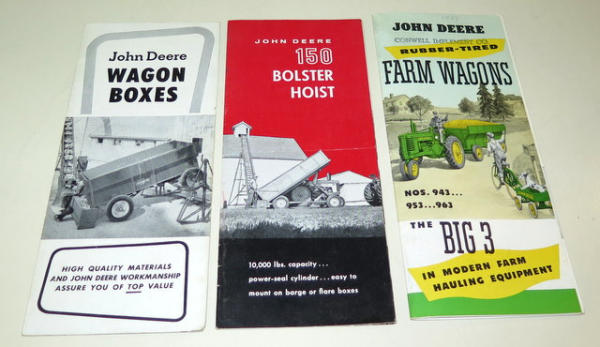 John Deere
WAGON
BOXES
HIGH QUALITY MATERIALS
AND JOHN DEERE WORKMANSHIP
ASSURE YOU OF TOP VALUE
JOHN DEERE
150
BOLSTER
HOIST
10,000 lbs. capacity...
power-seal cylinder...easy to
mount on barge or flare boxes
JOHN DEERE
CONWELL IMPLEMENT CO.
RUBBER-TIRED
FARM WAGONS
NOS. 943...
953...963
THE BIG 3
IN MODERN FARM
HAULING EQUIPMENT